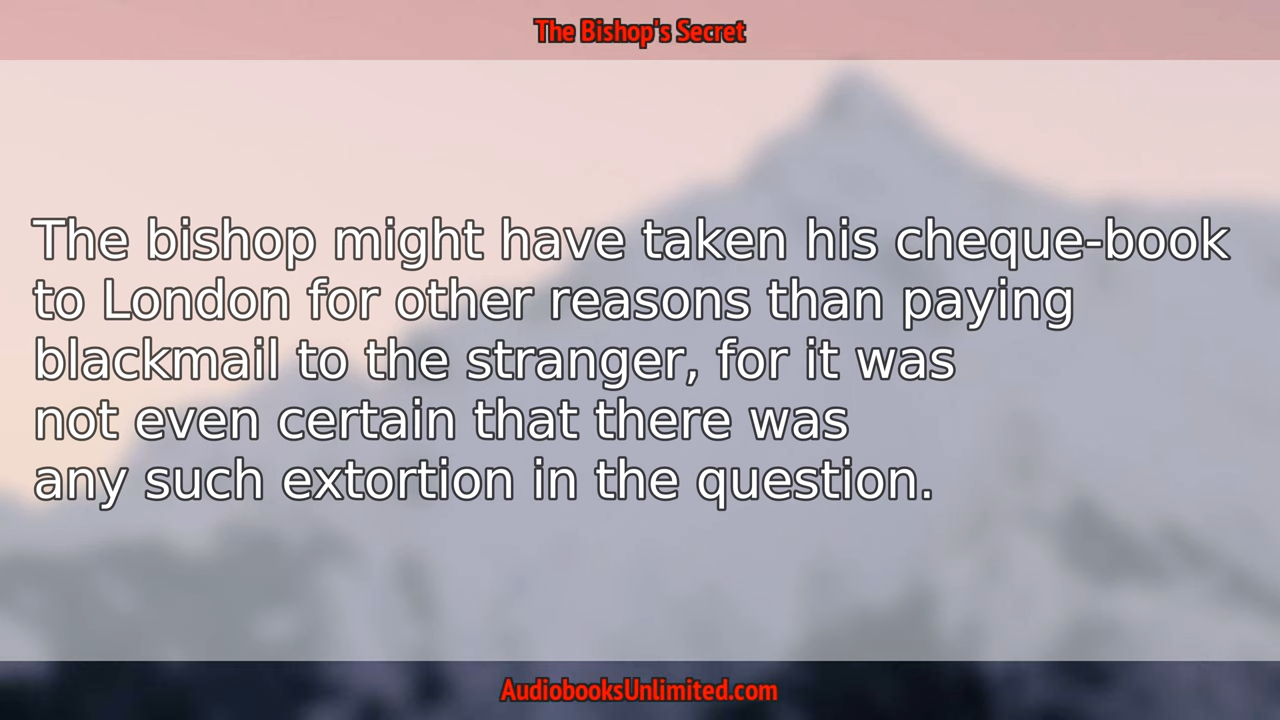 The Bishop's Secret
The bishop might have taken his cheque-book
to London for other reasons than paying
blackmail to the stranger, for it was
not even certain that there was
any such extortion in the question.
AudiobooksUnlimited.com